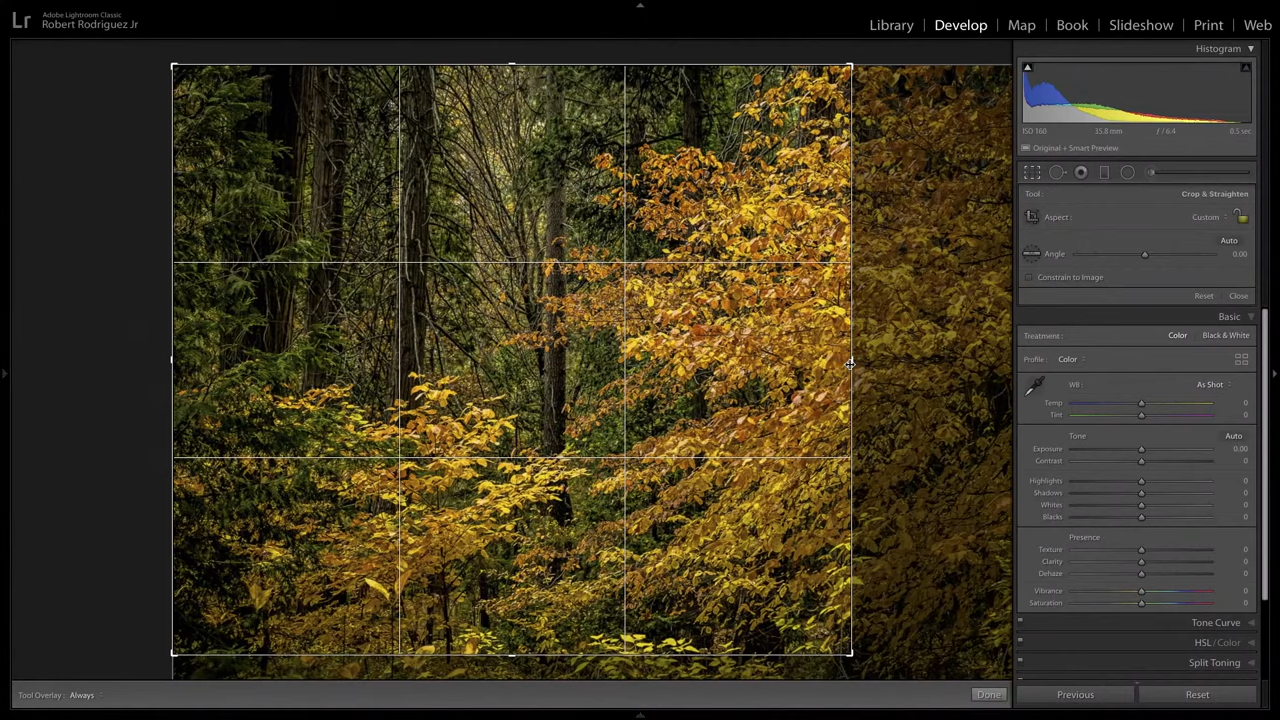 Lr
Adobe Lightroom Classic
Robert Rodriguez Jr
Library | Develop | Map | Book | Slideshow | Print | Web
Histogram
ISO 160 35.8 mm ƒ / 6.4 0.5 sec
Original + Smart Preview
Tool: Crop & Straighten
Aspect: Custom
Auto
Angle 0.00
Constrain to Image
Reset Close
Basic
Treatment: Color Black & White
Profile: Color
WB: As Shot
Temp 0
Tint 0
Tone Auto
Exposure 0.00
Contrast 0
Highlights 0
Shadows 0
Whites 0
Blacks 0
Presence
Texture 0
Clarity 0
Dehaze 0
Vibrance 0
Saturation 0
Tone Curve
HSL / Color
Split Toning
Tool Overlay: Always
Done
Previous Reset